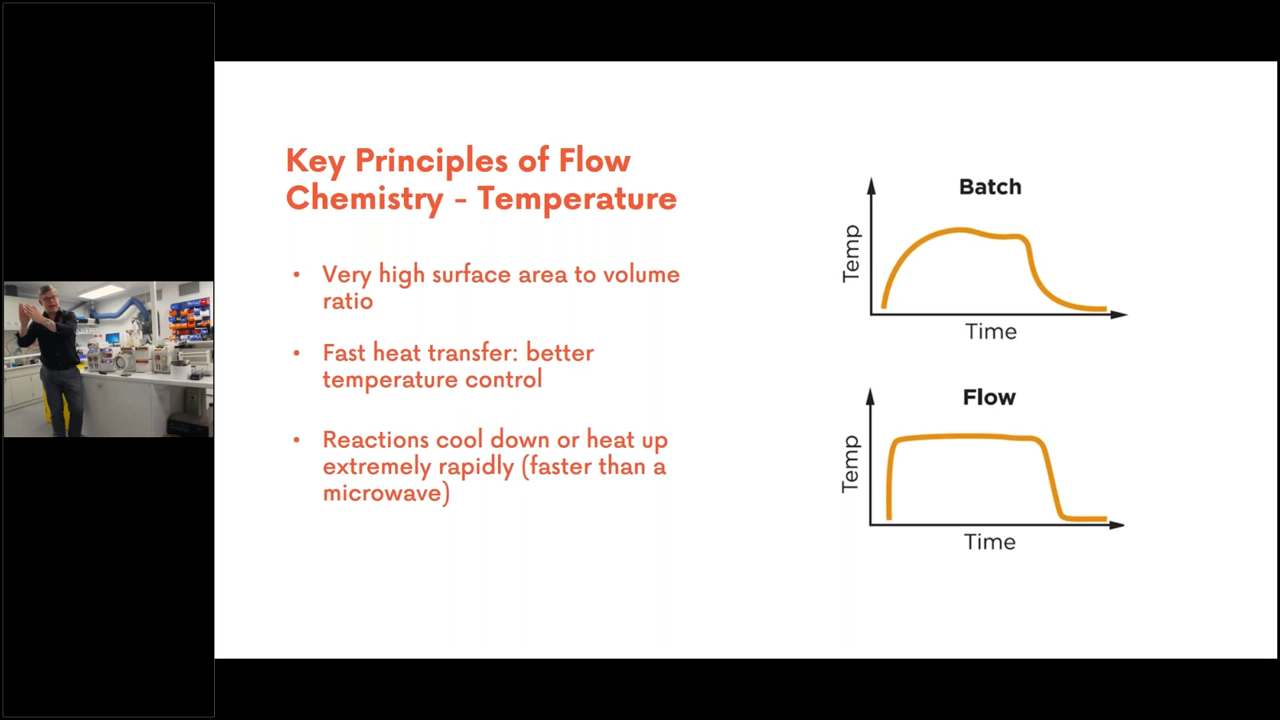 Key Principles of Flow
Chemistry - Temperature
• Very high surface area to volume
ratio
• Fast heat transfer: better
temperature control
• Reactions cool down or heat up
extremely rapidly (faster than a
microwave)
Batch
Temp
Time
Flow
Temp
Time